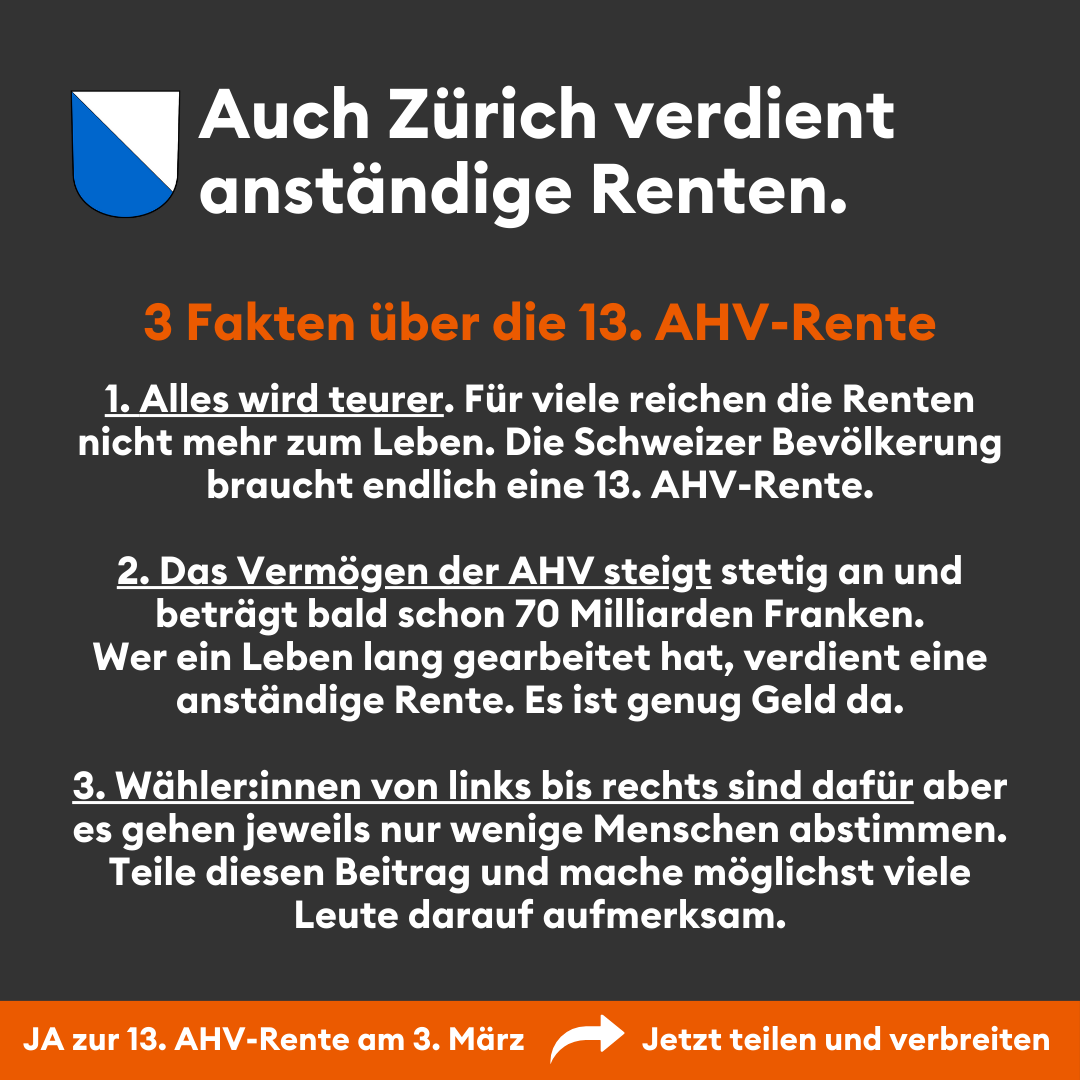 Auch Zürich verdient
anständige Renten.
3 Fakten über die 13. AHV-Rente
1. Alles wird teurer. Für viele reichen die Renten
nicht mehr zum Leben. Die Schweizer Bevölkerung
braucht endlich eine 13. AHV-Rente.
2. Das Vermögen der AHV steigt stetig an und
beträgt bald schon 70 Milliarden Franken.
Wer ein Leben lang gearbeitet hat, verdient eine
anständige Rente. Es ist genug Geld da.
3. Wähler:innen von links bis rechts sind dafür aber
es gehen jeweils nur wenige Menschen abstimmen.
Teile diesen Beitrag und mache möglichst viele
Leute darauf aufmerksam.
JA zur 13. AHV-Rente am 3. März Jetzt teilen und verbreiten